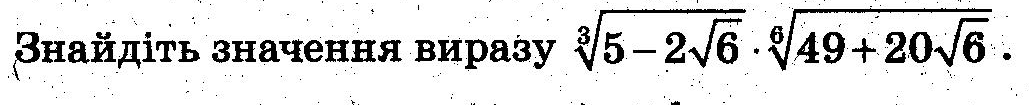 Знайдіть значення виразу ∛(5 − 2√6) · ⁶√(49 + 20√6) .